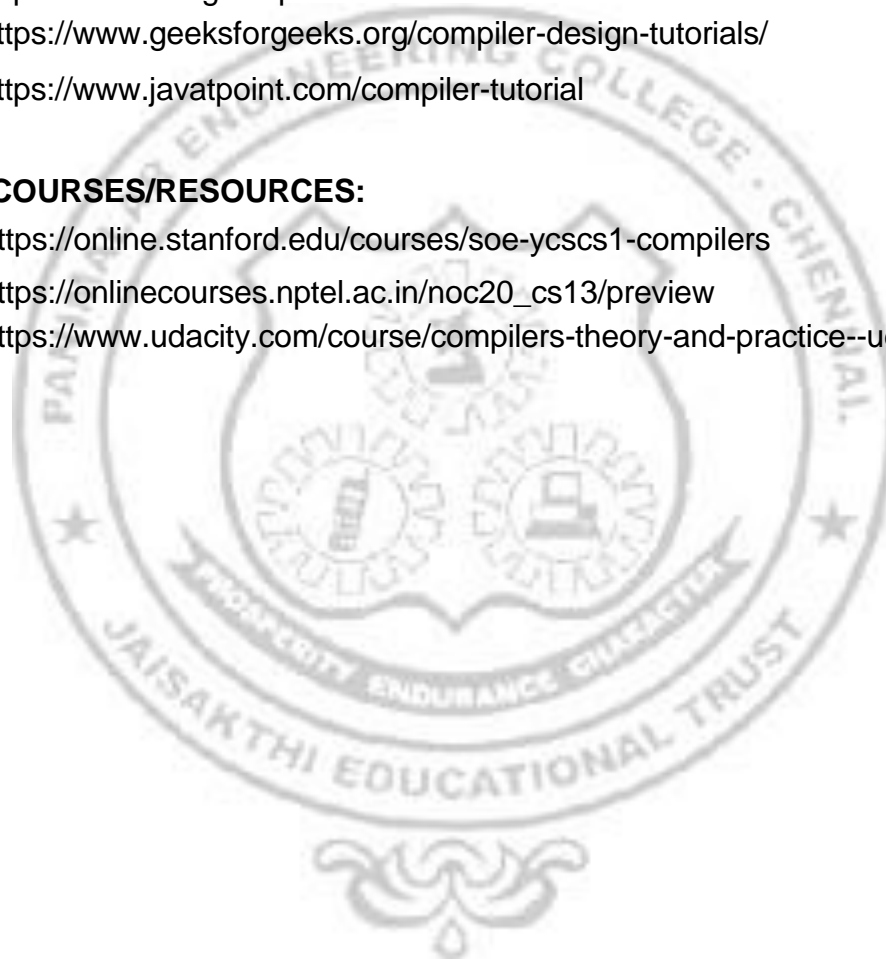 ttps://www.geeksforgeeks.org/compiler-design-tutorials/
ttps://www.javatpoint.com/compiler-tutorial
COURSES/RESOURCES:
ttps://online.stanford.edu/courses/soe-ycscs1-compilers
ttps://onlinecourses.nptel.ac.in/noc20_cs13/preview
ttps://www.udacity.com/course/compilers-theory-and-practice--u
ENGINEERING COLLEGE - CHENNAI.
PROSPERITY ENDURANCE CHARACTER
JAISAKTHI EDUCATIONAL TRUST